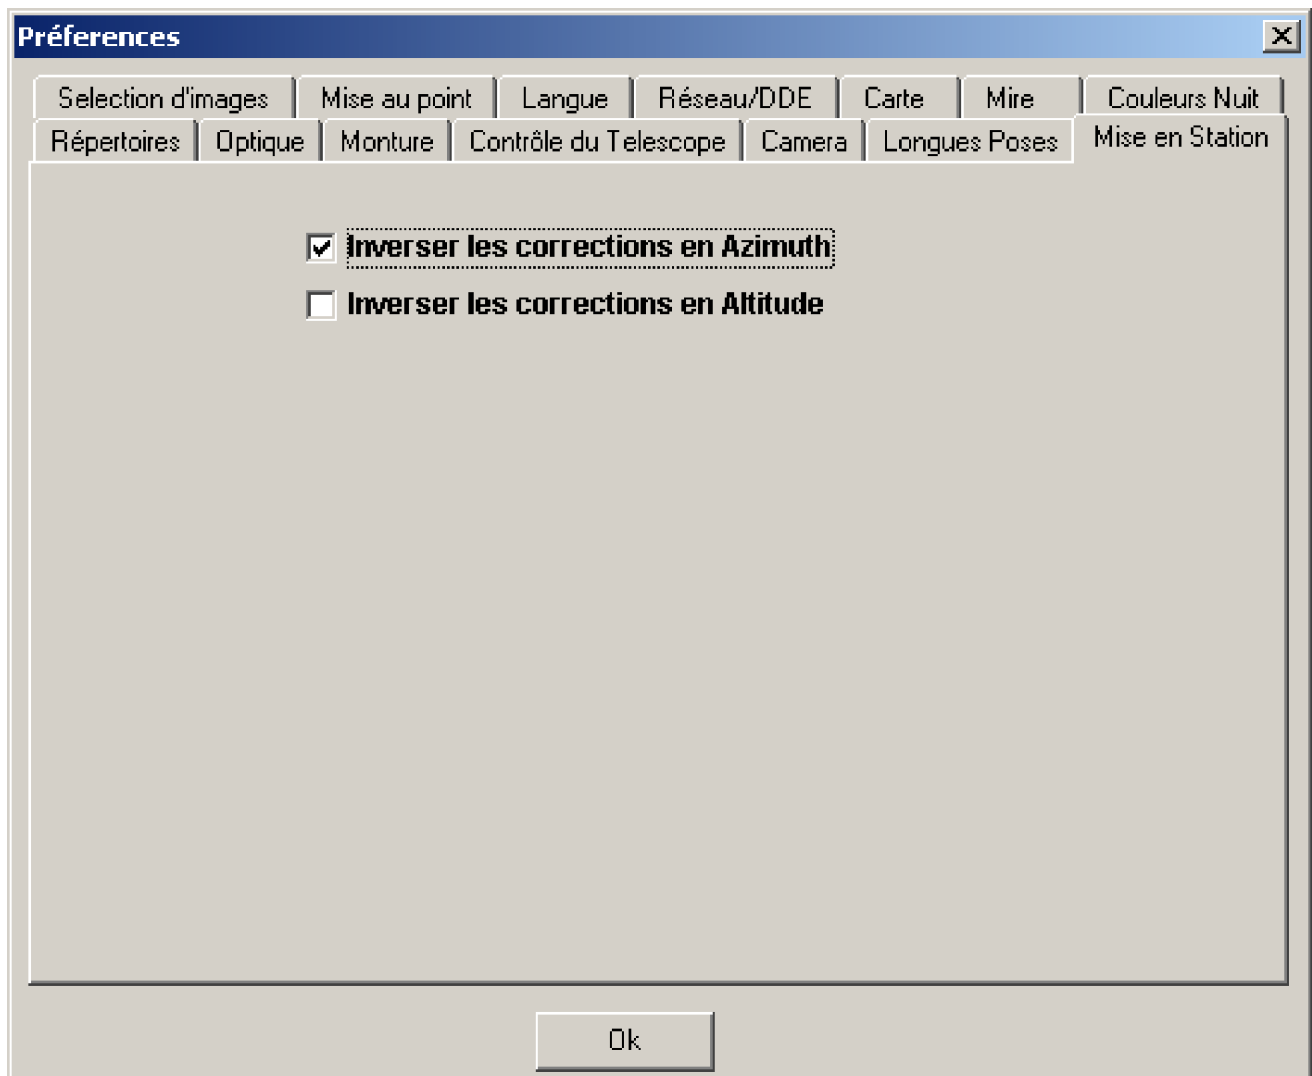 Préferences
Selection d'images Mise au point Langue Réseau/DDE Carte Mire Couleurs Nuit
Répertoires Optique Monture Contrôle du Telescope Camera Longues Poses Mise en Station
Inverser les corrections en Azimuth
Inverser les corrections en Altitude
Ok